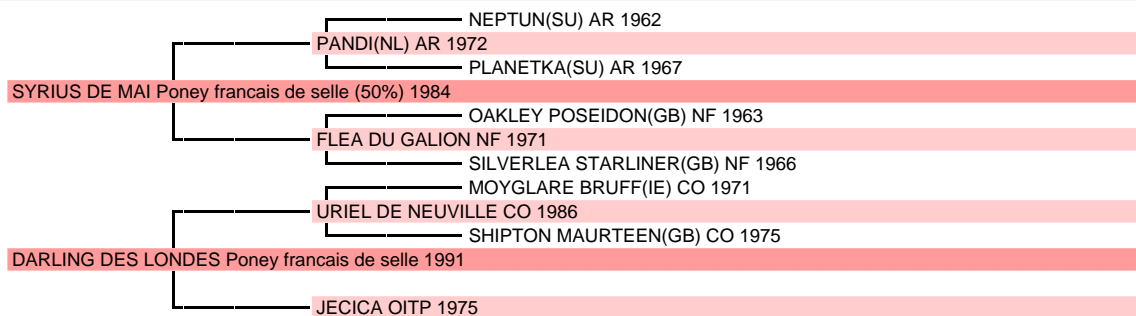 NEPTUN(SU) AR 1962
PANDI(NL) AR 1972
PLANETKA(SU) AR 1967
SYRIUS DE MAI Poney francais de selle (50%) 1984
OAKLEY POSEIDON(GB) NF 1963
FLEA DU GALION NF 1971
SILVERLEA STARLINER(GB) NF 1966
MOYGLARE BRUFF(IE) CO 1971
URIEL DE NEUVILLE CO 1986
SHIPTON MAURTEEN(GB) CO 1975
DARLING DES LONDES Poney francais de selle 1991
JECICA OITP 1975